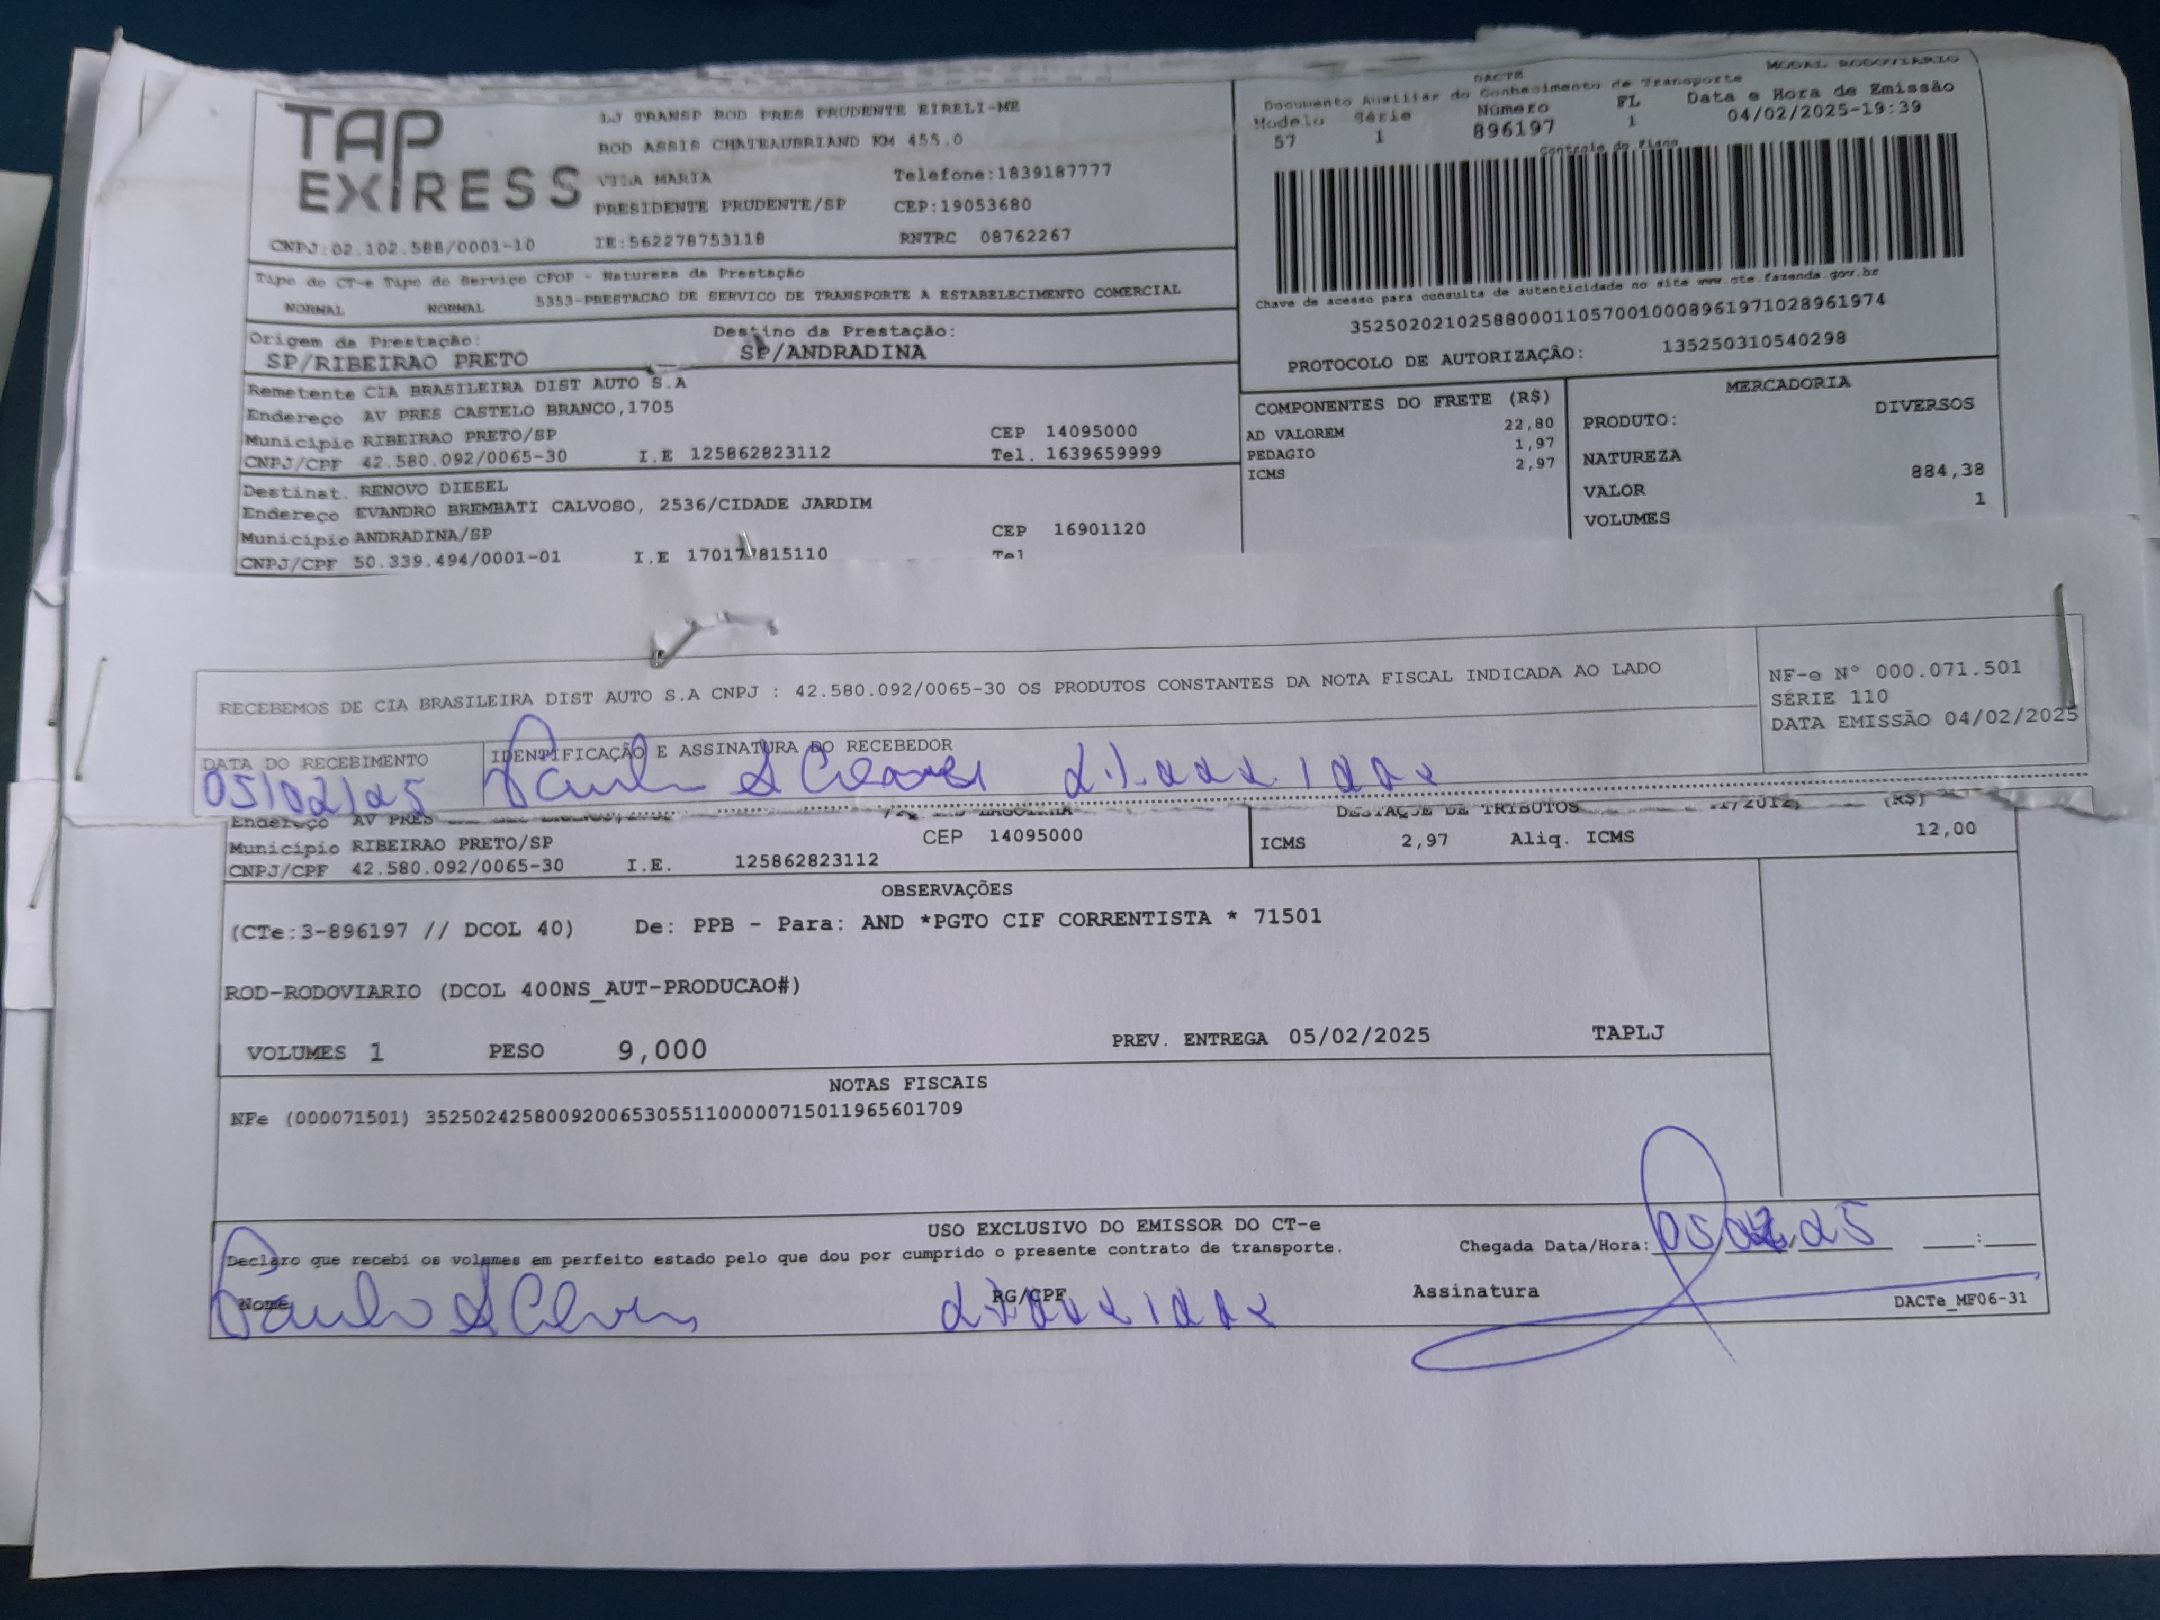 TAP EXPRESS
LJ TRANSP ROD PRES PRUDENTE EIRELI-ME
ROD ASSIS CHATEAUBRIAND KM 455.0
VILA MARIA Telefone:1839187777
PRESIDENTE PRUDENTE/SP CEP:19053680
CNPJ:02.102.588/0001-10 IE:562278753118 RNTRC 08762267
Tipo do CT-e Tipo do Serviço CFOP - Natureza da Prestação
NORMAL NORMAL 5353-PRESTACAO DE SERVICO DE TRANSPORTE A ESTABELECIMENTO COMERCIAL
Origem da Prestação: Destino da Prestação:
SP/RIBEIRAO PRETO SP/ANDRADINA
Remetente CIA BRASILEIRA DIST AUTO S.A
Endereço AV PRES CASTELO BRANCO,1705
Município RIBEIRAO PRETO/SP CEP 14095000
CNPJ/CPF 42.580.092/0065-30 I.E 125862823112 Tel. 1639659999
Destinat. RENOVO DIESEL
Endereço EVANDRO BREMBATI CALVOSO, 2536/CIDADE JARDIM
Município ANDRADINA/SP CEP 16901120
CNPJ/CPF 50.339.494/0001-01 I.E 170177815110 Tel
MODAL RODOVIARIO
DACTE
Documento Auxiliar do Conhecimento de Transporte
Modelo Série Número FL Data e Hora de Emissão
57 1 896197 1 04/02/2025-19:39
Controle do Fisco
Chave de acesso para consulta de autenticidade no site www.cte.fazenda.gov.br
35250202102588000110570010008961971028961974
PROTOCOLO DE AUTORIZAÇÂO: 135250310540298
COMPONENTES DO FRETE (R$)
AD VALOREM 22,80
PEDAGIO 1,97
ICMS 2,97
MERCADORIA
PRODUTO: DIVERSOS
NATUREZA
VALOR 884,38
VOLUMES 1
RECEBEMOS DE CIA BRASILEIRA DIST AUTO S.A CNPJ : 42.580.092/0065-30 OS PRODUTOS CONSTANTES DA NOTA FISCAL INDICADA AO LADO
NF-e N° 000.071.501
SÉRIE 110
DATA EMISSÃO 04/02/2025
DATA DO RECEBIMENTO IDENTIFICAÇÃO E ASSINATURA DO RECEBEDOR
05/02/25
Endereço AV PRES
Município RIBEIRAO PRETO/SP CEP 14095000
CNPJ/CPF 42.580.092/0065-30 I.E. 125862823112
DESTAQUE DE TRIBUTOS (R$)
ICMS 2,97 Aliq. ICMS 12,00
OBSERVAÇÕES
(CTe:3-896197 // DCOL 40) De: PPB - Para: AND *PGTO CIF CORRENTISTA * 71501
ROD-RODOVIARIO (DCOL 400NS_AUT-PRODUCAO#)
VOLUMES 1 PESO 9,000 PREV. ENTREGA 05/02/2025 TAPLJ
NOTAS FISCAIS
NFe (000071501) 35250242580092006530551100000715011965601709
USO EXCLUSIVO DO EMISSOR DO CT-e
Declaro que recebi os volumes em perfeito estado pelo que dou por cumprido o presente contrato de transporte.
Chegada Data/Hora: 05 02 25 :
Nome RG/CPF Assinatura
DACTe_MF06-31